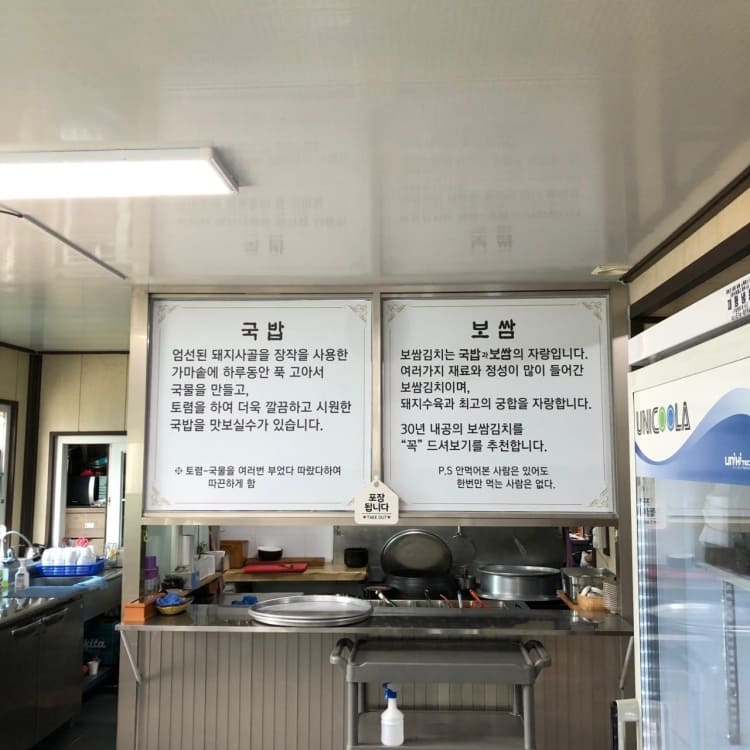 국밥
엄선된 돼지사골을 장작을 사용한
가마솥에 하루동안 푹 고아서
국물을 만들고,
토렴을 하여 더욱 깔끔하고 시원한
국밥을 맛보실수가 있습니다.
※ 토렴-국물을 여러번 부었다 따랐다하여
따끈하게 함
보쌈
보쌈김치는 국밥과보쌈의 자랑입니다.
여러가지 재료와 정성이 많이 들어간
보쌈김치이며,
돼지수육과 최고의 궁합을 자랑합니다.
30년 내공의 보쌈김치를
“꼭” 드셔보기를 추천합니다.
P.S 안먹어본 사람은 있어도
한번만 먹는 사람은 없다.
포장
됩니다
♥TAKE OUT♥
UNICOOLA